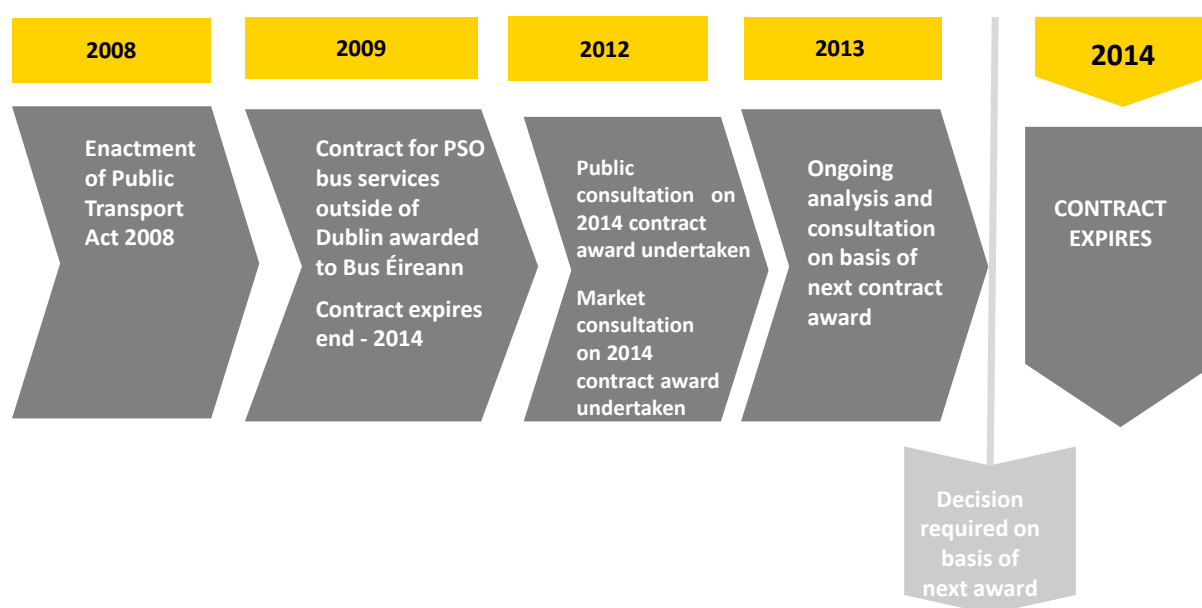 2008
Enactment
of Public
Transport
Act 2008
2009
Contract for PSO
bus services
outside of
Dublin awarded
to Bus Éireann
Contract expires
end - 2014
2012
Public
consultation on
2014 contract
award undertaken
Market
consultation
on 2014
contract award
undertaken
2013
Ongoing
analysis and
consultation
on basis of
next contract
award
Decision
required on
basis of
next award
2014
CONTRACT
EXPIRES